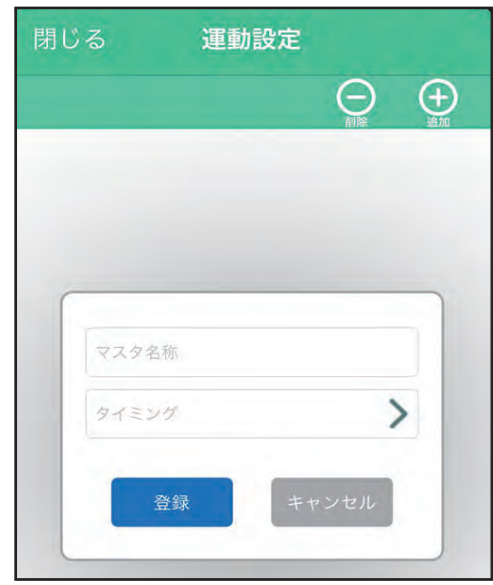 閉じる 運動設定
削除 追加
マスタ名称
タイミング
登録 キャンセル